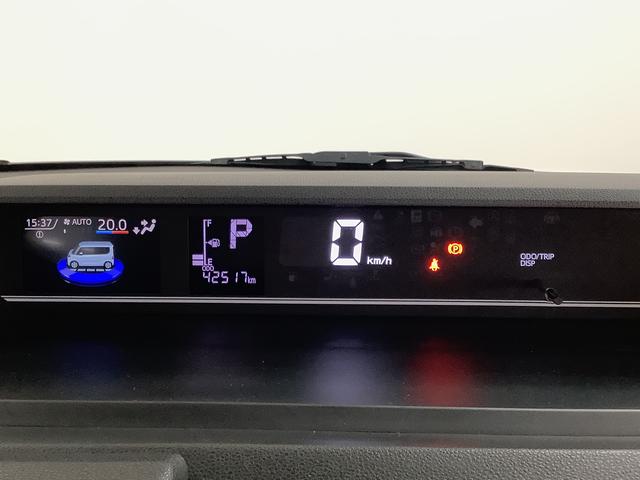 15:37 AUTO 20.0
F
P
E
ODO
42517km
0 km/h
(P)
ODO/TRIP
DISP